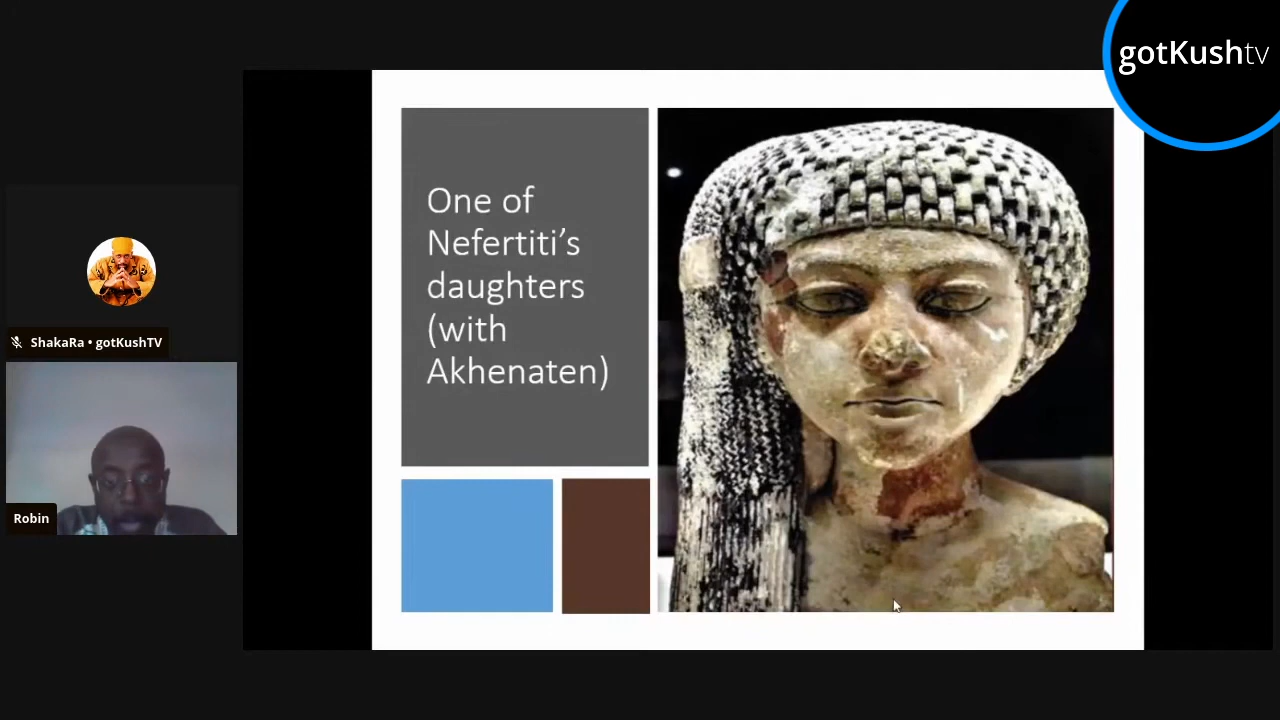 gotKushtv
One of
Nefertiti’s
daughters
(with
Akhenaten)
ShakaRa • gotKushTV
Robin